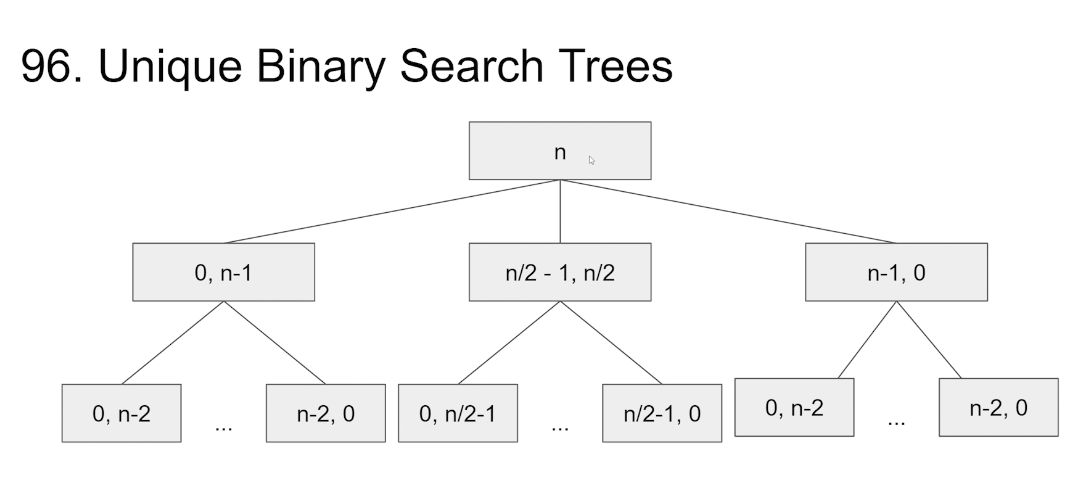 96. Unique Binary Search Trees
n
0, n-1
n/2 - 1, n/2
n-1, 0
0, n-2
...
n-2, 0
0, n/2-1
...
n/2-1, 0
0, n-2
...
n-2, 0